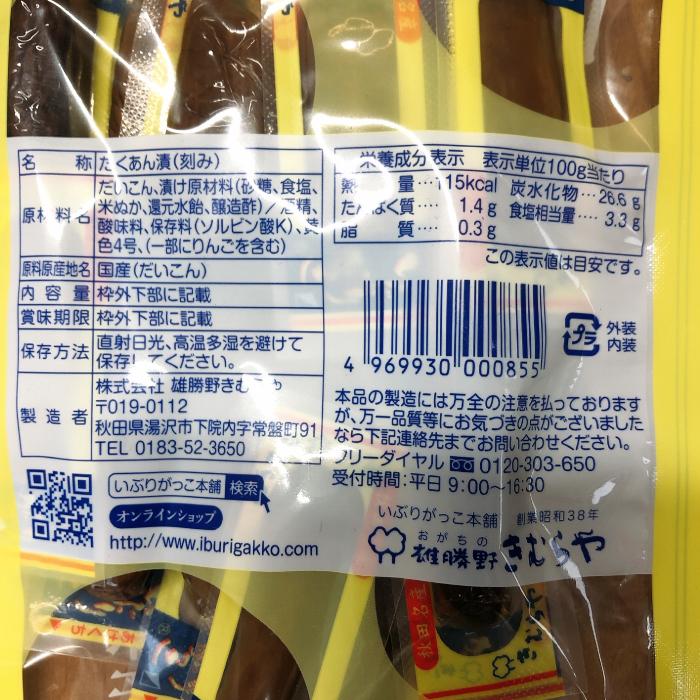 名称 たくあん漬(刻み)
原材料名 だいこん、漬け原材料(砂糖、食塩、
米ぬか、還元水飴、醸造酢)/酒精、
酸味料、保存料(ソルビン酸K)、黄
色4号、(一部にりんごを含む)
原料原産地名 国産(だいこん)
内容量 枠外下部に記載
賞味期限 枠外下部に記載
保存方法 直射日光、高温多湿を避けて
保存してください。
製造者 株式会社 雄勝野きむらや
〒019-0112
秋田県湯沢市下院内字常盤町91
TEL 0183-52-3650
いぶりがっこ本舗 検索
オンラインショップ
http://www.iburigakko.com
栄養成分表示 表示単位100g当たり
熱量…115kcal 炭水化物…26.6g
たんぱく質…1.4g 食塩相当量…3.3g
脂質…0.3g
この表示値は目安です。
4 969930 000855
プラ 外装
内装
本品の製造には万全の注意を払っております
が、万一品質等にお気づきの点がございました
なら下記連絡先までお問い合わせください。
フリーダイヤル 0120-303-650
受付時間:平日 9:00〜16:30
いぶりがっこ本舗 創業昭和38年
おがちの
雄勝野 きむらや
秋田名産